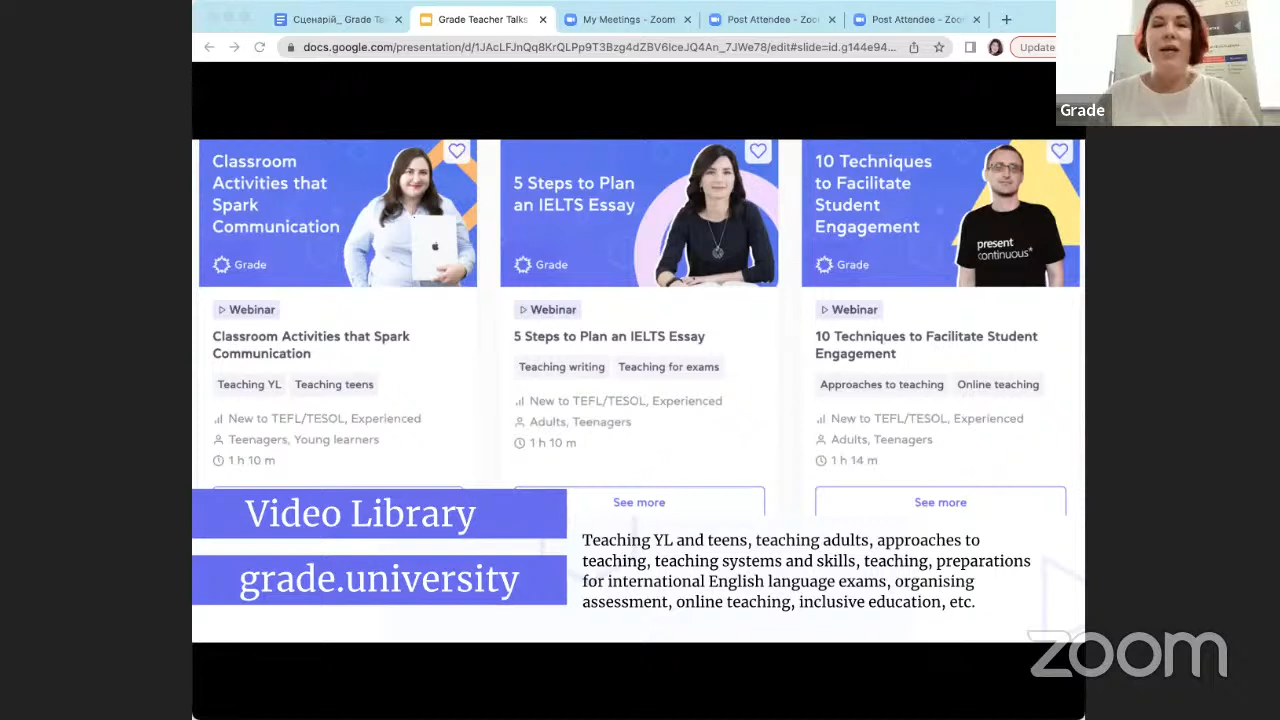 Сценарій_ Grade Te
Grade Teacher Talks
My Meetings - Zoom
Post Attendee - Zoo
Post Attendee - Zoo
docs.google.com/presentation/d/1JAcLFJnQq8KrQLPp9T3Bzg4dZBV6IceJQ4An_7JWe78/edit#slide=id.g144e94...
Update
Grade
Classroom
Activities that
Spark
Communication
Grade
5 Steps to Plan
an IELTS Essay
Grade
10 Techniques
to Facilitate
Student
Engagement
present
continuous*
Grade
Webinar
Classroom Activities that Spark
Communication
Teaching YL Teaching teens
New to TEFL/TESOL, Experienced
Teenagers, Young learners
1 h 10 m
Webinar
5 Steps to Plan an IELTS Essay
Teaching writing Teaching for exams
New to TEFL/TESOL, Experienced
Adults, Teenagers
1 h 10 m
See more
Webinar
10 Techniques to Facilitate Student
Engagement
Approaches to teaching Online teaching
New to TEFL/TESOL, Experienced
Adults, Teenagers
1 h 14 m
See more
Video Library
grade.university
Teaching YL and teens, teaching adults, approaches to
teaching, teaching systems and skills, teaching, preparations
for international English language exams, organising
assessment, online teaching, inclusive education, etc.
zoom